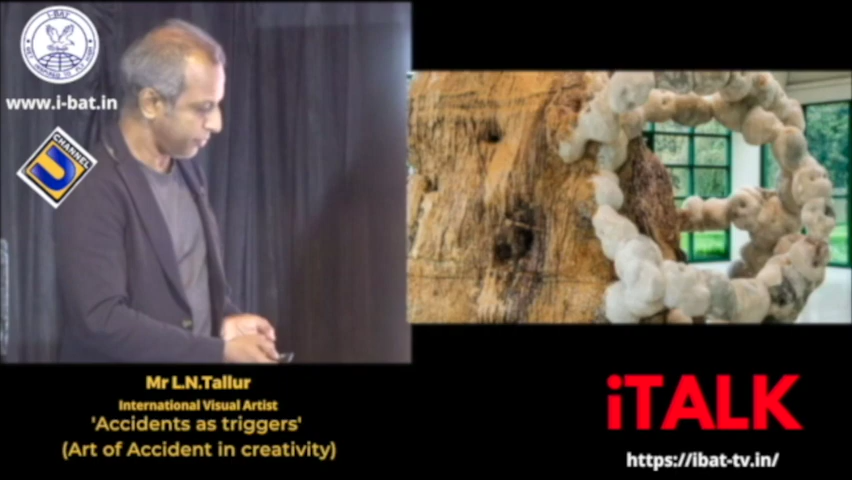 I-BAT
www.i-bat.in
CHANNEL
U
Mr L.N.Tallur
International Visual Artist
'Accidents as triggers'
(Art of Accident in creativity)
iTALK
https://ibat-tv.in/